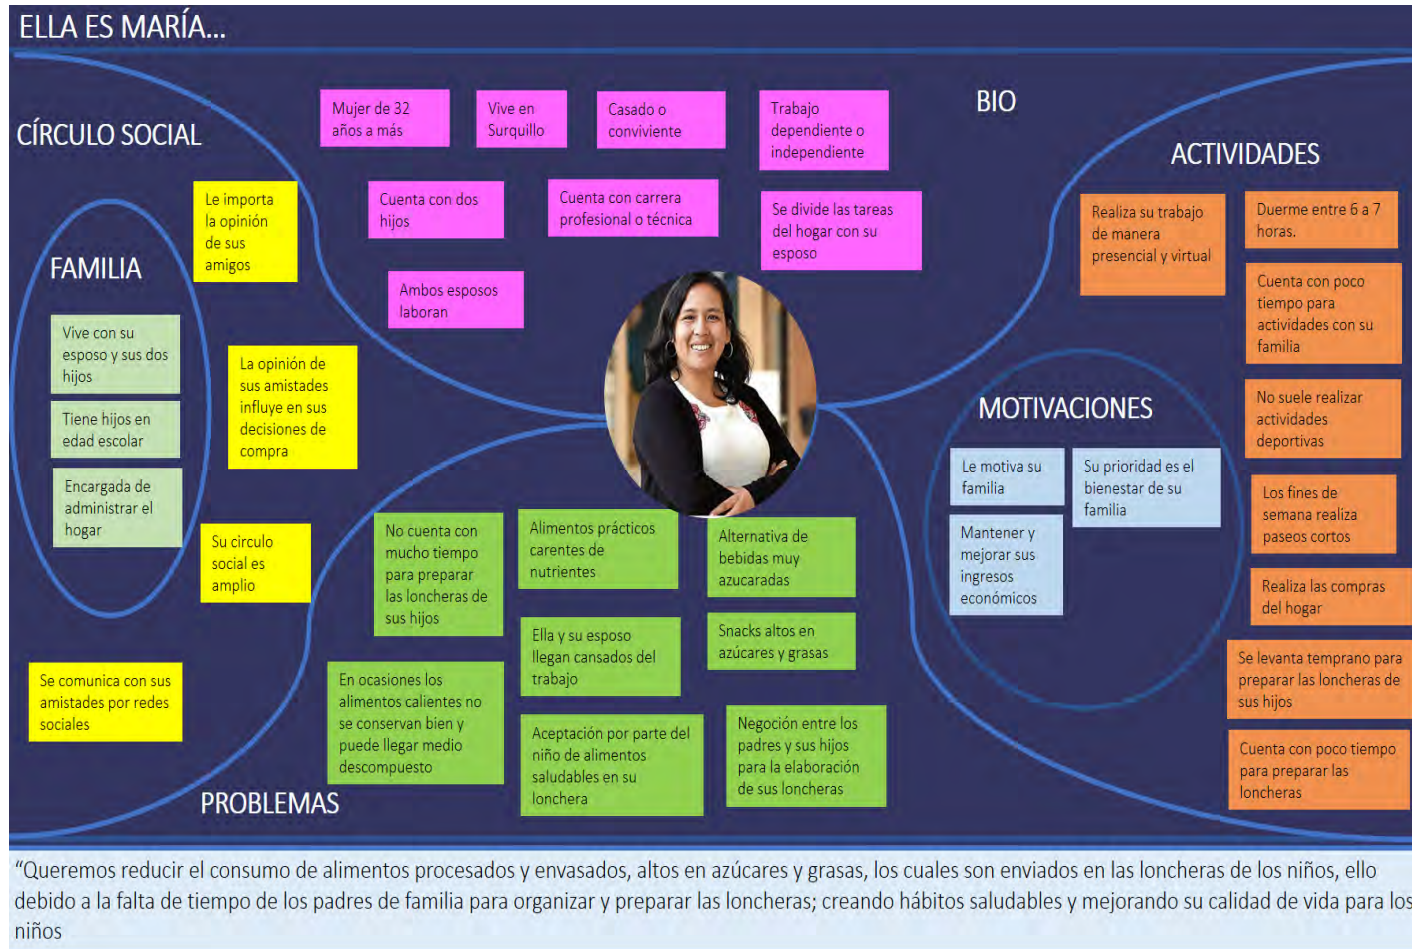 ELLA ES MARÍA...
BIO
Mujer de 32
años a más
Vive en
Surquillo
Casado o
conviviente
Trabajo
dependiente o
independiente
Cuenta con dos
hijos
Cuenta con carrera
profesional o técnica
Se divide las tareas
del hogar con su
esposo
Ambos esposos
laboran
CÍRCULO SOCIAL
Le importa
la opinión
de sus
amigos
La opinión de
sus amistades
influye en sus
decisiones de
compra
Su circulo
social es
amplio
Se comunica con sus
amistades por redes
sociales
FAMILIA
Vive con su
esposo y sus dos
hijos
Tiene hijos en
edad escolar
Encargada de
administrar el
hogar
ACTIVIDADES
Realiza su trabajo
de manera
presencial y virtual
Duerme entre 6 a 7
horas.
Cuenta con poco
tiempo para
actividades con su
familia
No suele realizar
actividades
deportivas
Los fines de
semana realiza
paseos cortos
Realiza las compras
del hogar
Se levanta temprano para
preparar las loncheras de
sus hijos
Cuenta con poco tiempo
para preparar las
loncheras
MOTIVACIONES
Le motiva su
familia
Su prioridad es el
bienestar de su
familia
Mantener y
mejorar sus
ingresos
económicos
PROBLEMAS
No cuenta con
mucho tiempo
para preparar
las loncheras de
sus hijos
Alimentos prácticos
carentes de
nutrientes
Alternativa de
bebidas muy
azucaradas
Ella y su esposo
llegan cansados del
trabajo
Snacks altos en
azúcares y grasas
En ocasiones los
alimentos calientes no
se conservan bien y
puede llegar medio
descompuesto
Aceptación por parte del
niño de alimentos
saludables en su
lonchera
Negoción entre los
padres y sus hijos
para la elaboración
de sus loncheras
“Queremos reducir el consumo de alimentos procesados y envasados, altos en azúcares y grasas, los cuales son enviados en las loncheras de los niños, ello
debido a la falta de tiempo de los padres de familia para organizar y preparar las loncheras; creando hábitos saludables y mejorando su calidad de vida para los
niños